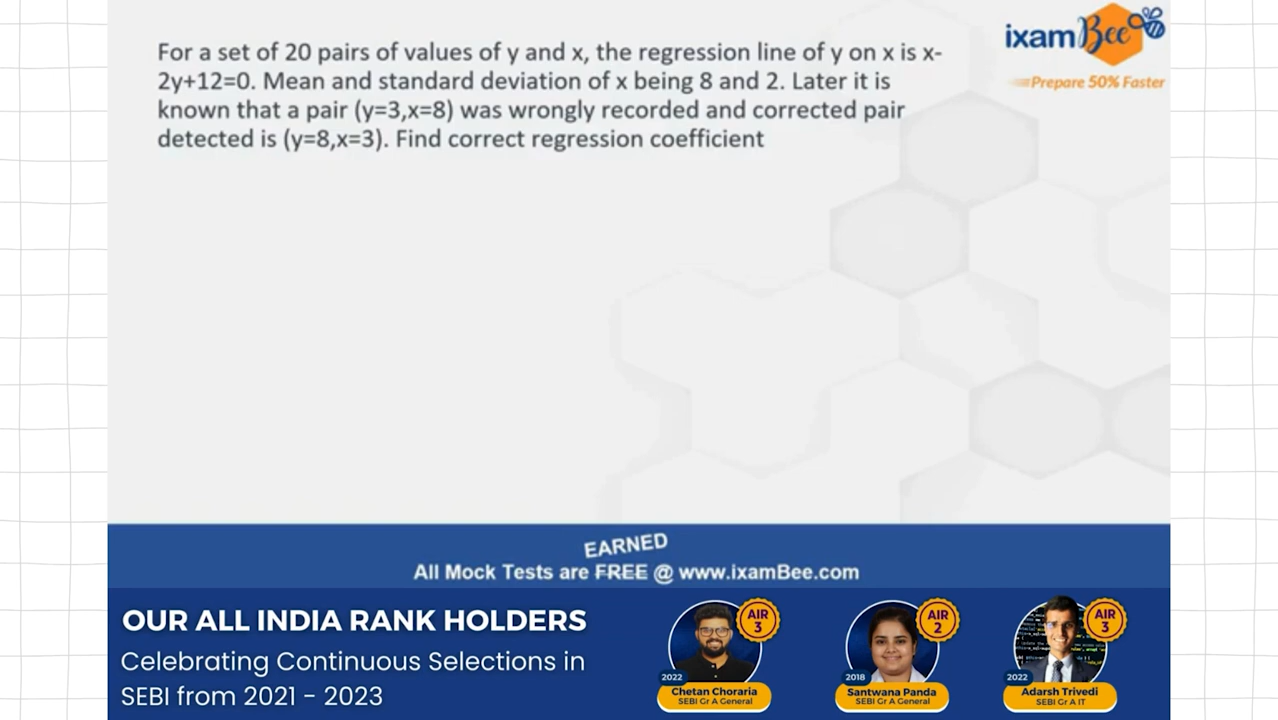 For a set of 20 pairs of values of y and x, the regression line of y on x is x-
2y+12=0. Mean and standard deviation of x being 8 and 2. Later it is
known that a pair (y=3,x=8) was wrongly recorded and corrected pair
detected is (y=8,x=3). Find correct regression coefficient
ixamBee
Prepare 50% Faster
EARNED
All Mock Tests are FREE @ www.ixamBee.com
OUR ALL INDIA RANK HOLDERS
Celebrating Continuous Selections in
SEBI from 2021 - 2023
AIR
3
2022
Chetan Choraria
SEBI Gr A General
AIR
2
2018
Santwana Panda
SEBI Gr A General
AIR
3
2022
Adarsh Trivedi
SEBI Gr A IT